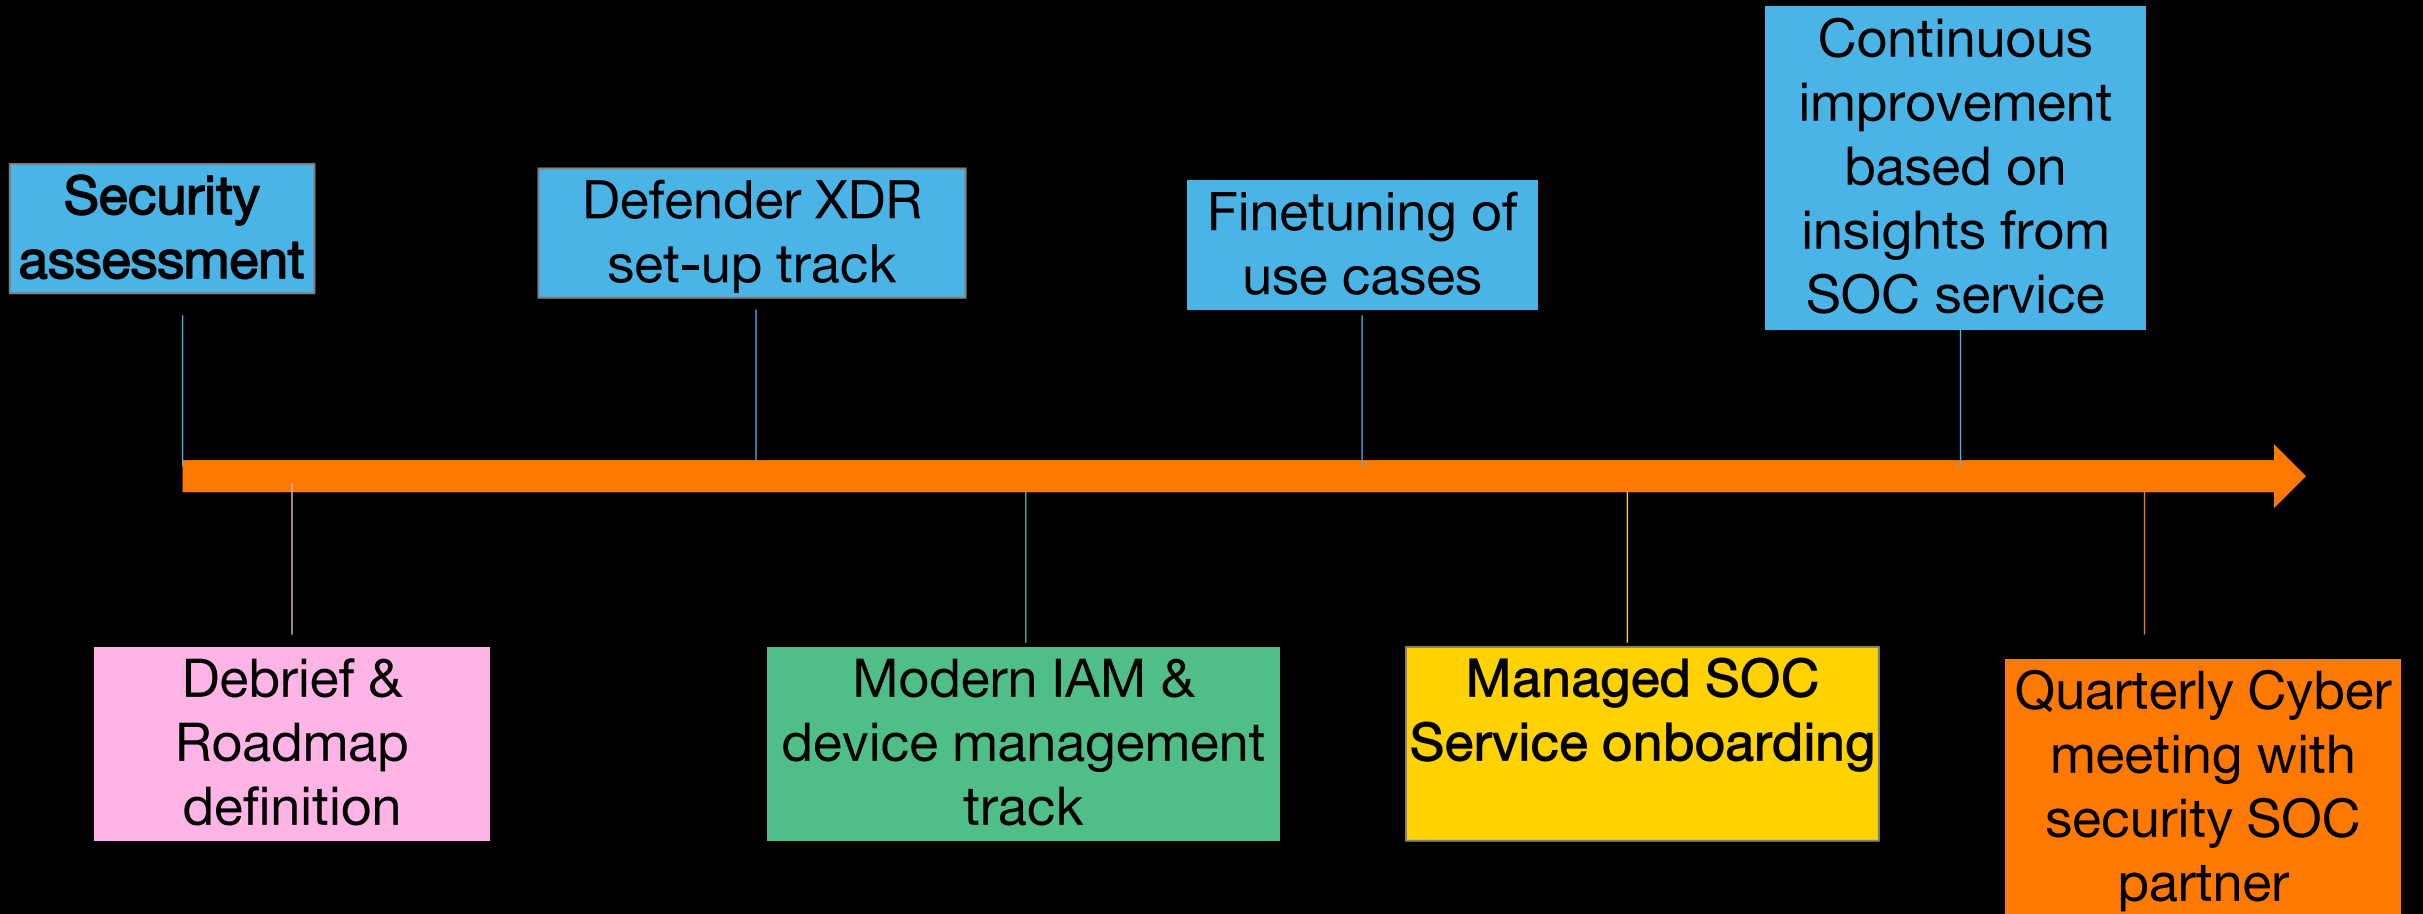 Security
assessment
Debrief &
Roadmap
definition
Defender XDR
set-up track
Modern IAM &
device management
track
Finetuning of
use cases
Managed SOC
Service onboarding
Continuous
improvement
based on
insights from
SOC service
Quarterly Cyber
meeting with
security SOC
partner